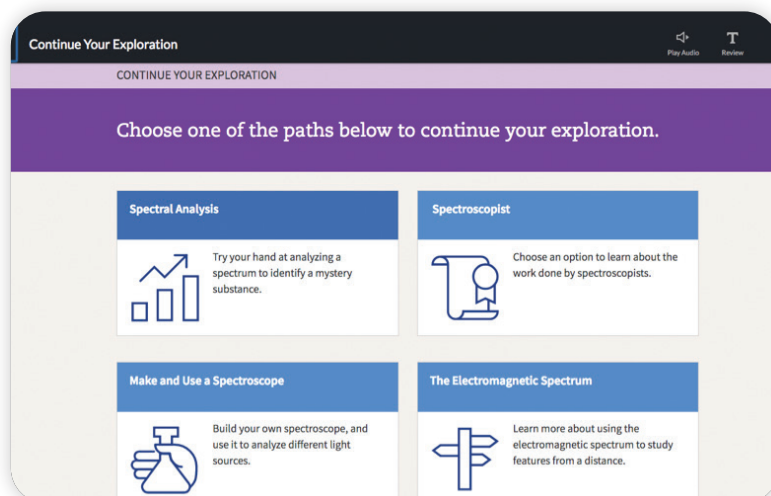 Continue Your Exploration
Play Audio
T
Review
CONTINUE YOUR EXPLORATION
Choose one of the paths below to continue your exploration.
Spectral Analysis
Try your hand at analyzing a
spectrum to identify a mystery
substance.
Spectroscopist
Choose an option to learn about the
work done by spectroscopists.
Make and Use a Spectroscope
Build your own spectroscope, and
use it to analyze different light
sources.
The Electromagnetic Spectrum
Learn more about using the
electromagnetic spectrum to study
features from a distance.